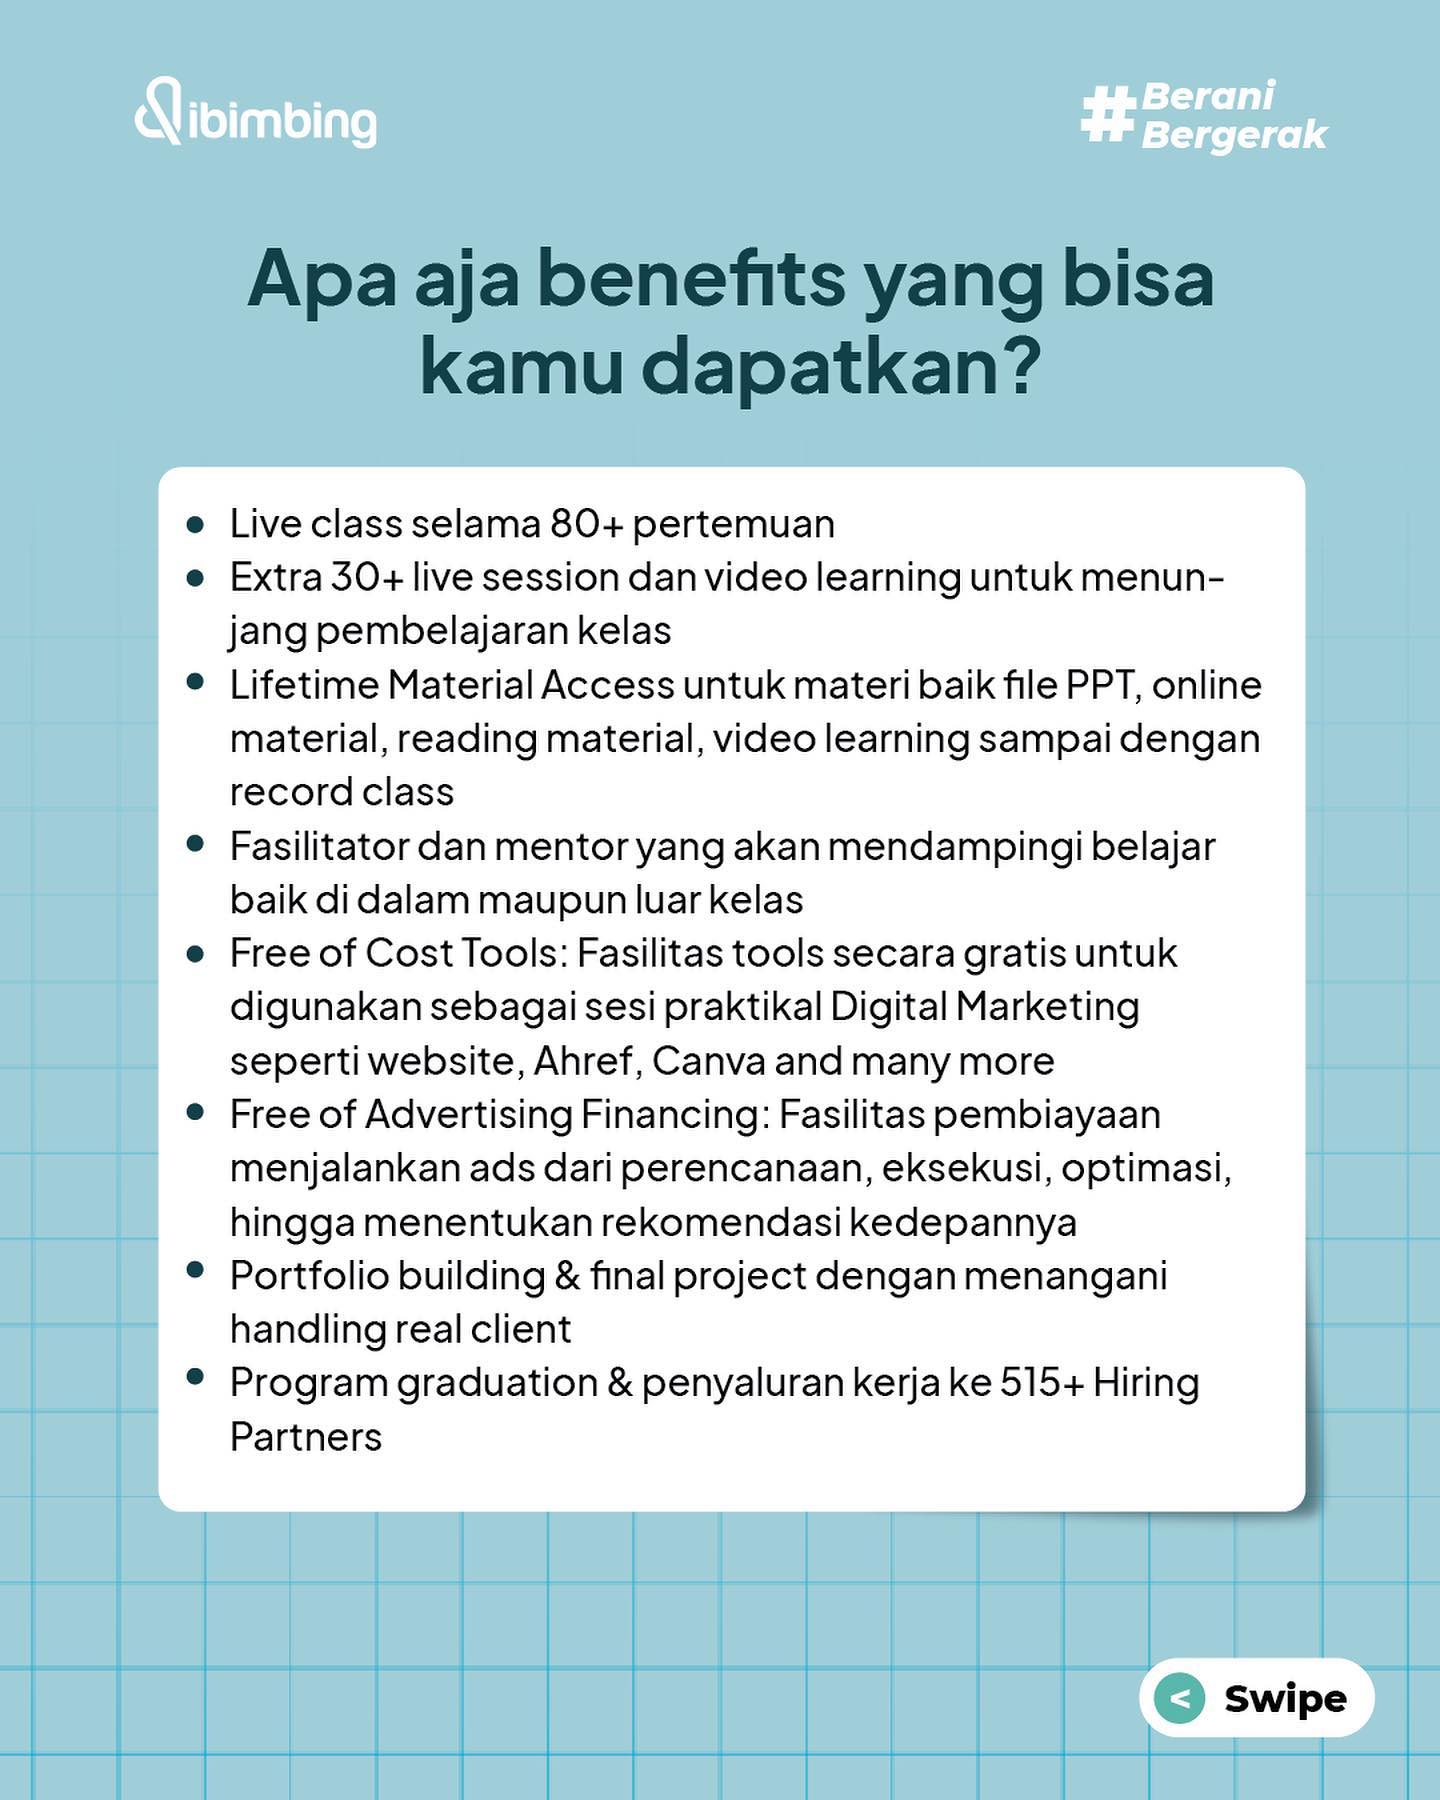 dibimbing
#Berani
Bergerak
Apa aja benefits yang bisa
kamu dapatkan?
• Live class selama 80+ pertemuan
• Extra 30+ live session dan video learning untuk menun-
jang pembelajaran kelas
• Lifetime Material Access untuk materi baik file PPT, online
material, reading material, video learning sampai dengan
record class
• Fasilitator dan mentor yang akan mendampingi belajar
baik di dalam maupun luar kelas
• Free of Cost Tools: Fasilitas tools secara gratis untuk
digunakan sebagai sesi praktikal Digital Marketing
seperti website, Ahref, Canva and many more
• Free of Advertising Financing: Fasilitas pembiayaan
menjalankan ads dari perencanaan, eksekusi, optimasi,
hingga menentukan rekomendasi kedepannya
• Portfolio building & final project dengan menangani
handling real client
• Program graduation & penyaluran kerja ke 515+ Hiring
Partners
< Swipe